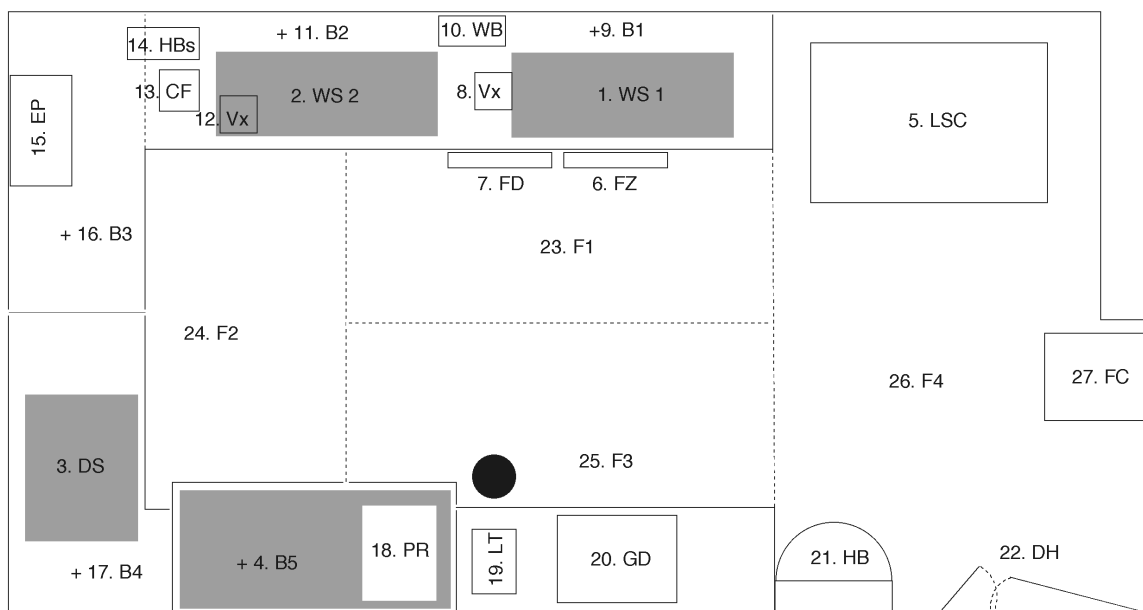 + 11. B2
10. WB
+9. B1
14. HBs
13. CF
2. WS 2
8. Vx
1. WS 1
12. Vx
5. LSC
15. EP
7. FD
6. FZ
+ 16. B3
23. F1
24. F2
26. F4
27. FC
3. DS
25. F3
+ 4. B5
18. PR
19. LT
20. GD
21. HB
22. DH
+ 17. B4